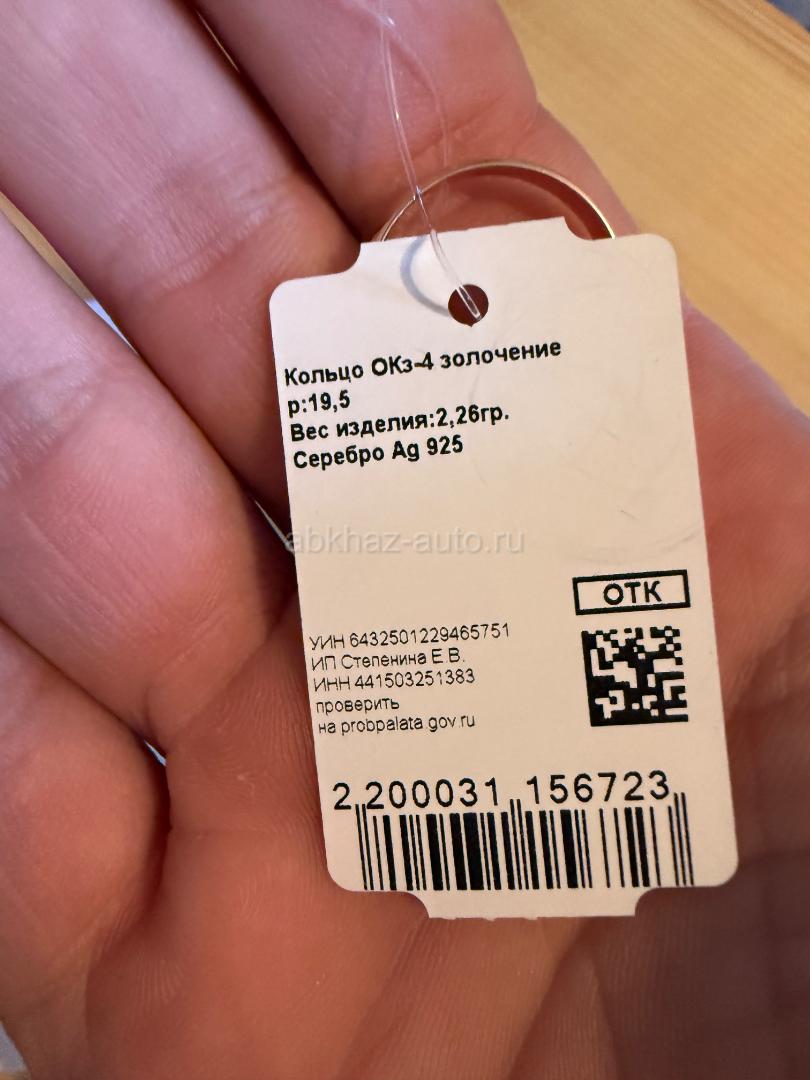 Кольцо ОКз-4 золочение
р:19,5
Вес изделия:2,26гр.
Серебро Ag 925
abkhaz-auto.ru
ОТК
УИН 6432501229465751
ИП Степенина Е.В.
ИНН 441503251383
проверить
на probpalata.gov.ru
2 200031 156723